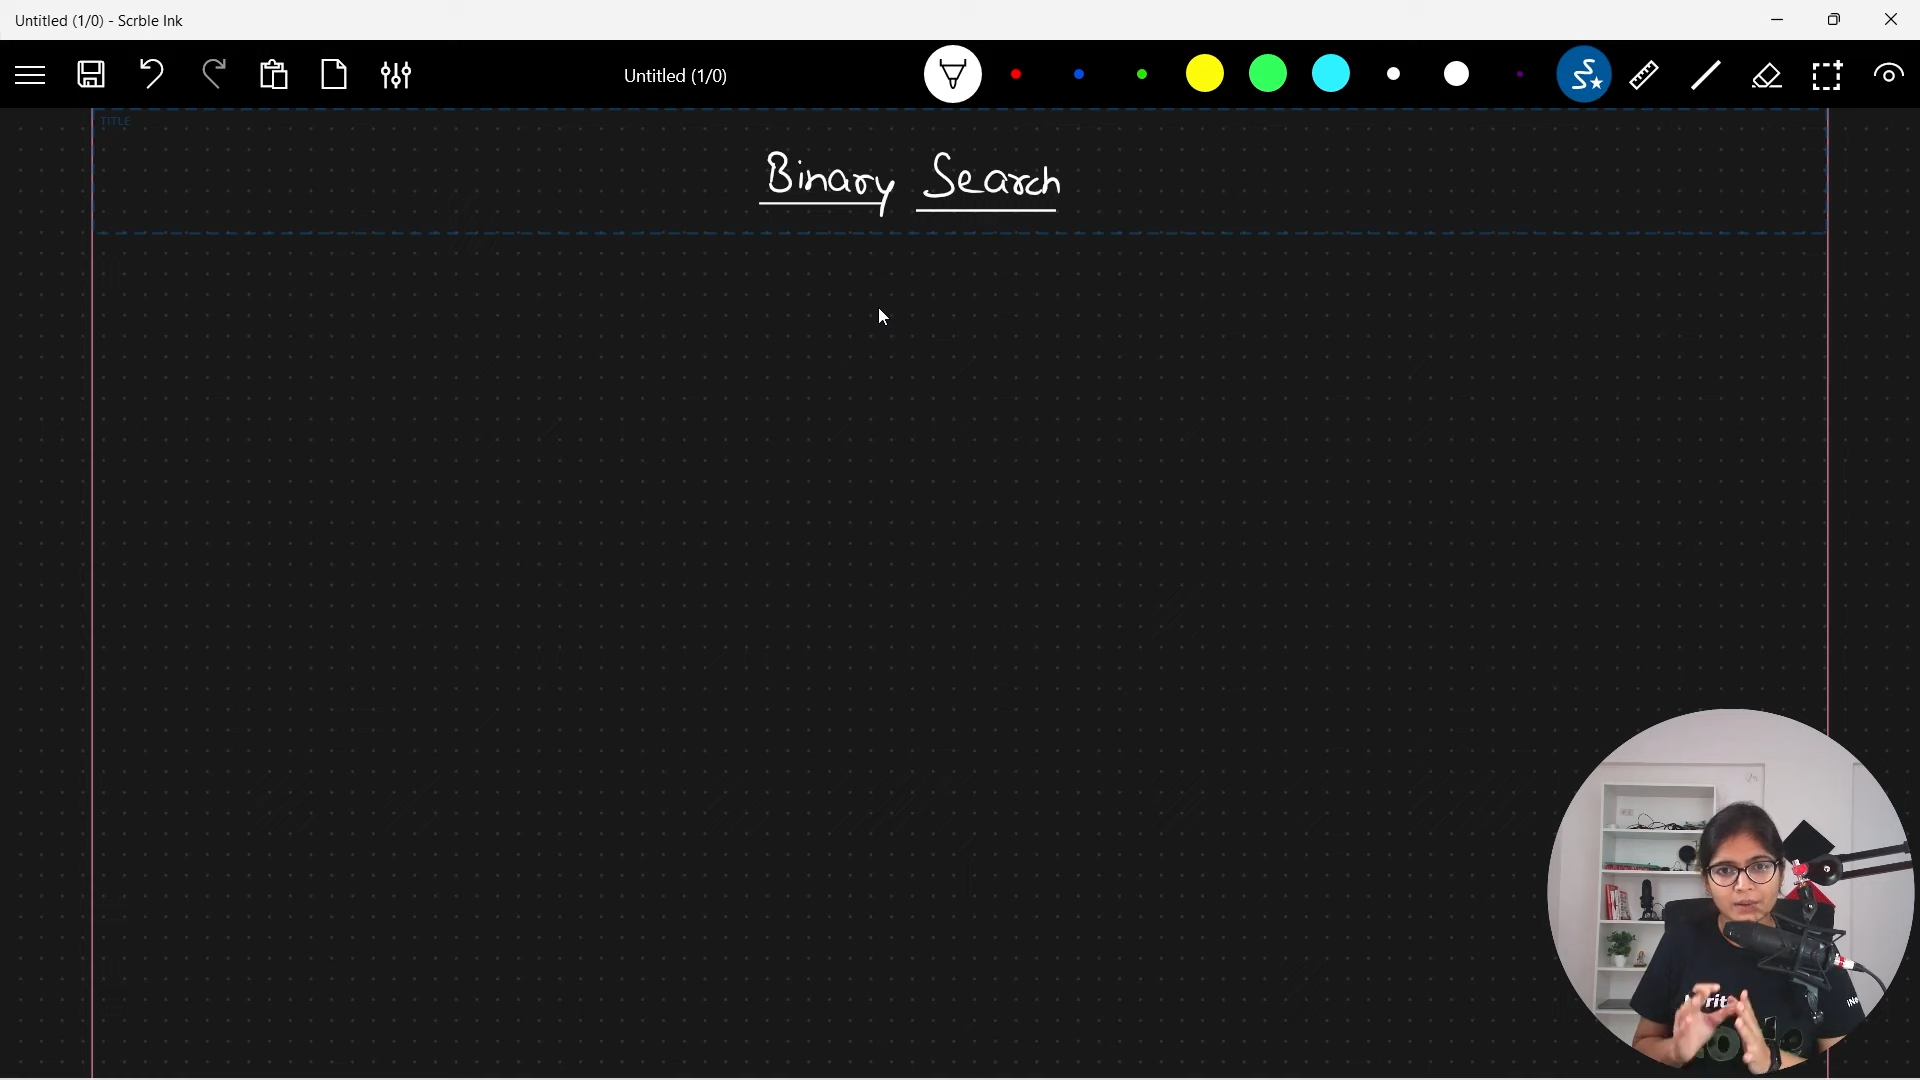 Untitled (1/0) - Scrble Ink
Untitled (1/0)
TITLE
Binary Search